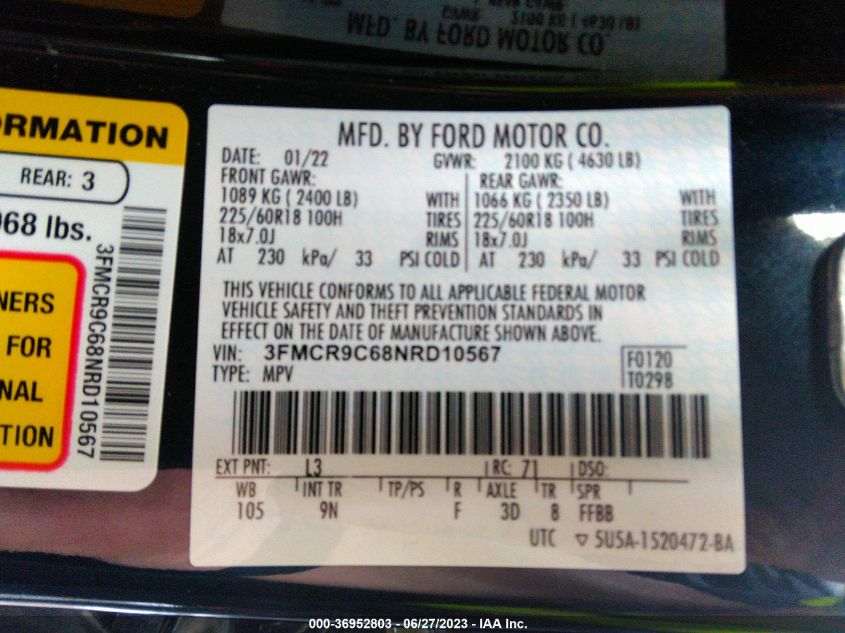 MFD. BY FORD MOTOR CO.
ORMATION
REAR: 3
068 lbs.
3FMCR9C68NRD10567
NERS
FOR
NAL
TION
MFD. BY FORD MOTOR CO.
DATE: 01/22 GVWR: 2100 KG ( 4630 LB)
FRONT GAWR: REAR GAWR:
1089 KG ( 2400 LB) WITH 1066 KG ( 2350 LB) WITH
225/60R18 100H TIRES 225/60R18 100H TIRES
18x7.0J RIMS 18x7.0J RIMS
AT 230 kPa/ 33 PSI COLD AT 230 kPa/ 33 PSI COLD
THIS VEHICLE CONFORMS TO ALL APPLICABLE FEDERAL MOTOR
VEHICLE SAFETY AND THEFT PREVENTION STANDARDS IN
EFFECT ON THE DATE OF MANUFACTURE SHOWN ABOVE.
VIN: 3FMCR9C68NRD10567 F0120
TYPE: MPV T0298
EXT PNT: L3 RC: 71 DSO:
WB INT TR TP/PS R AXLE TR SPR
105 9N F 3D 8 FFBB
UTC ▽ 5U5A-1520472-BA
000-36952803 - 06/27/2023 - IAA Inc.